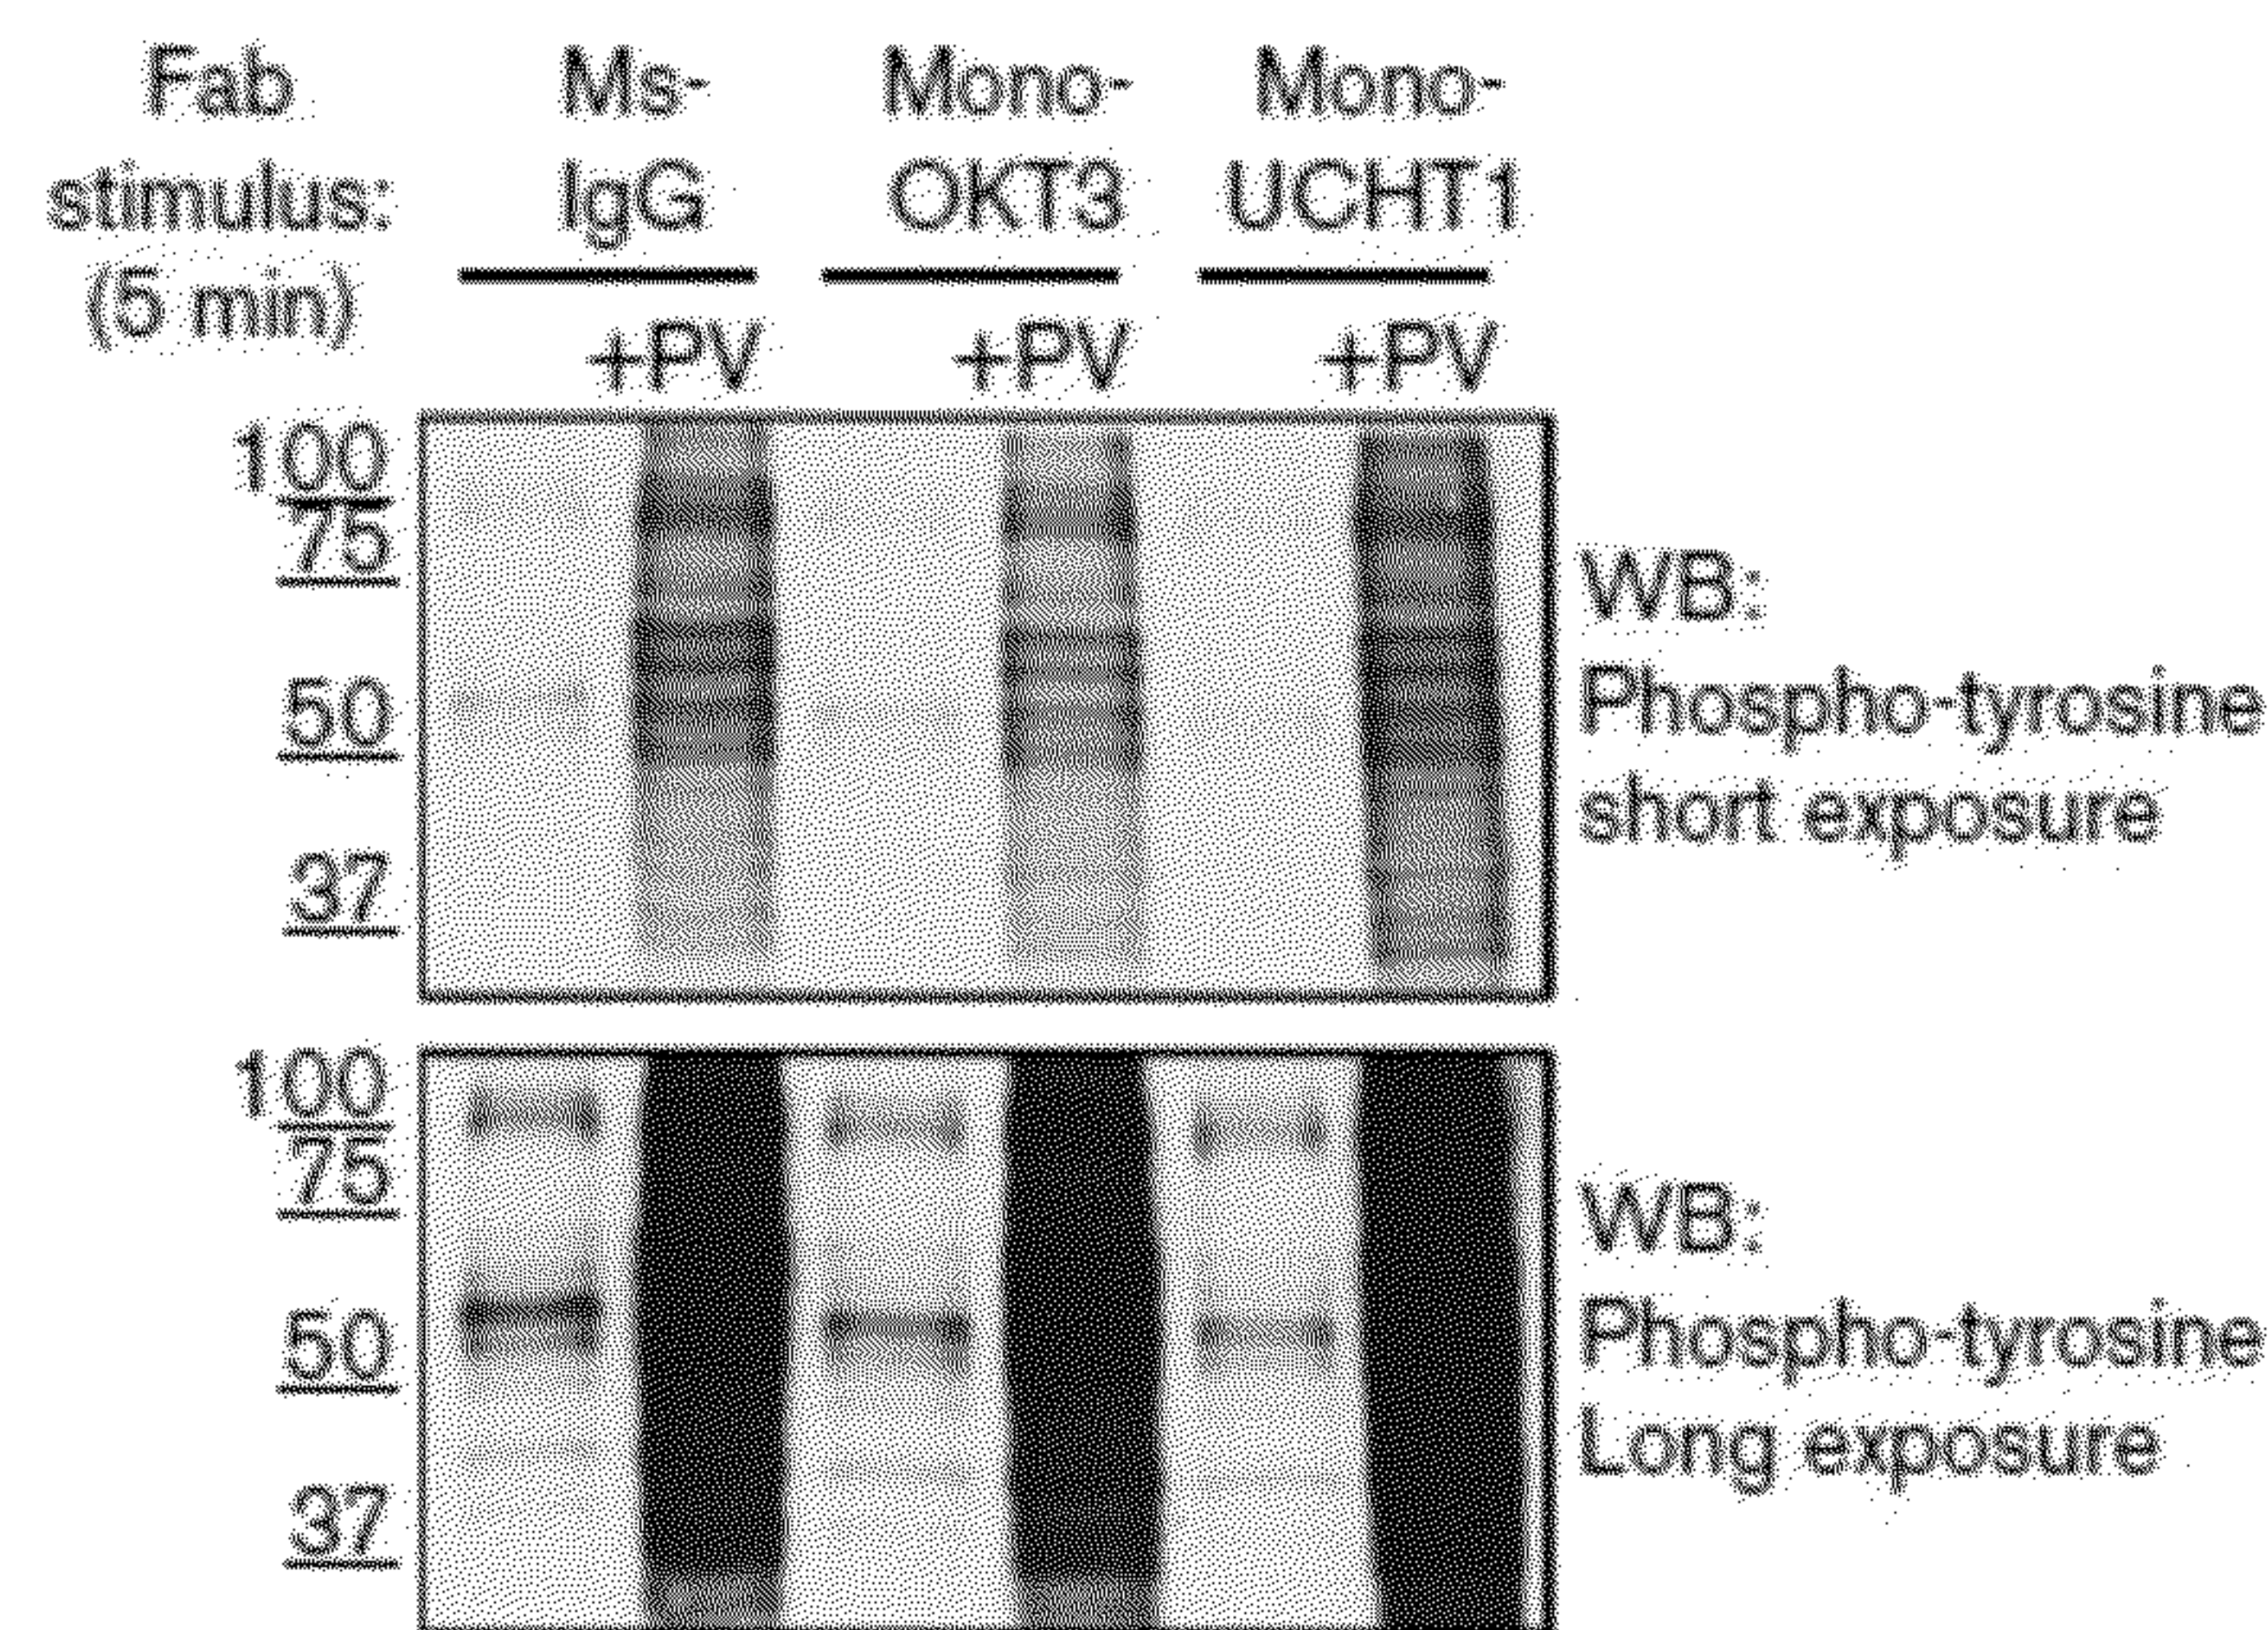 Fab Ms- Mono- Mono-
stimulus: IgG OKT3 UCHT1
(5 min)
+PV +PV +PV
100
75
50
37
WB:
Phospho-tyrosine
short exposure
100
75
50
37
WB:
Phospho-tyrosine
Long exposure